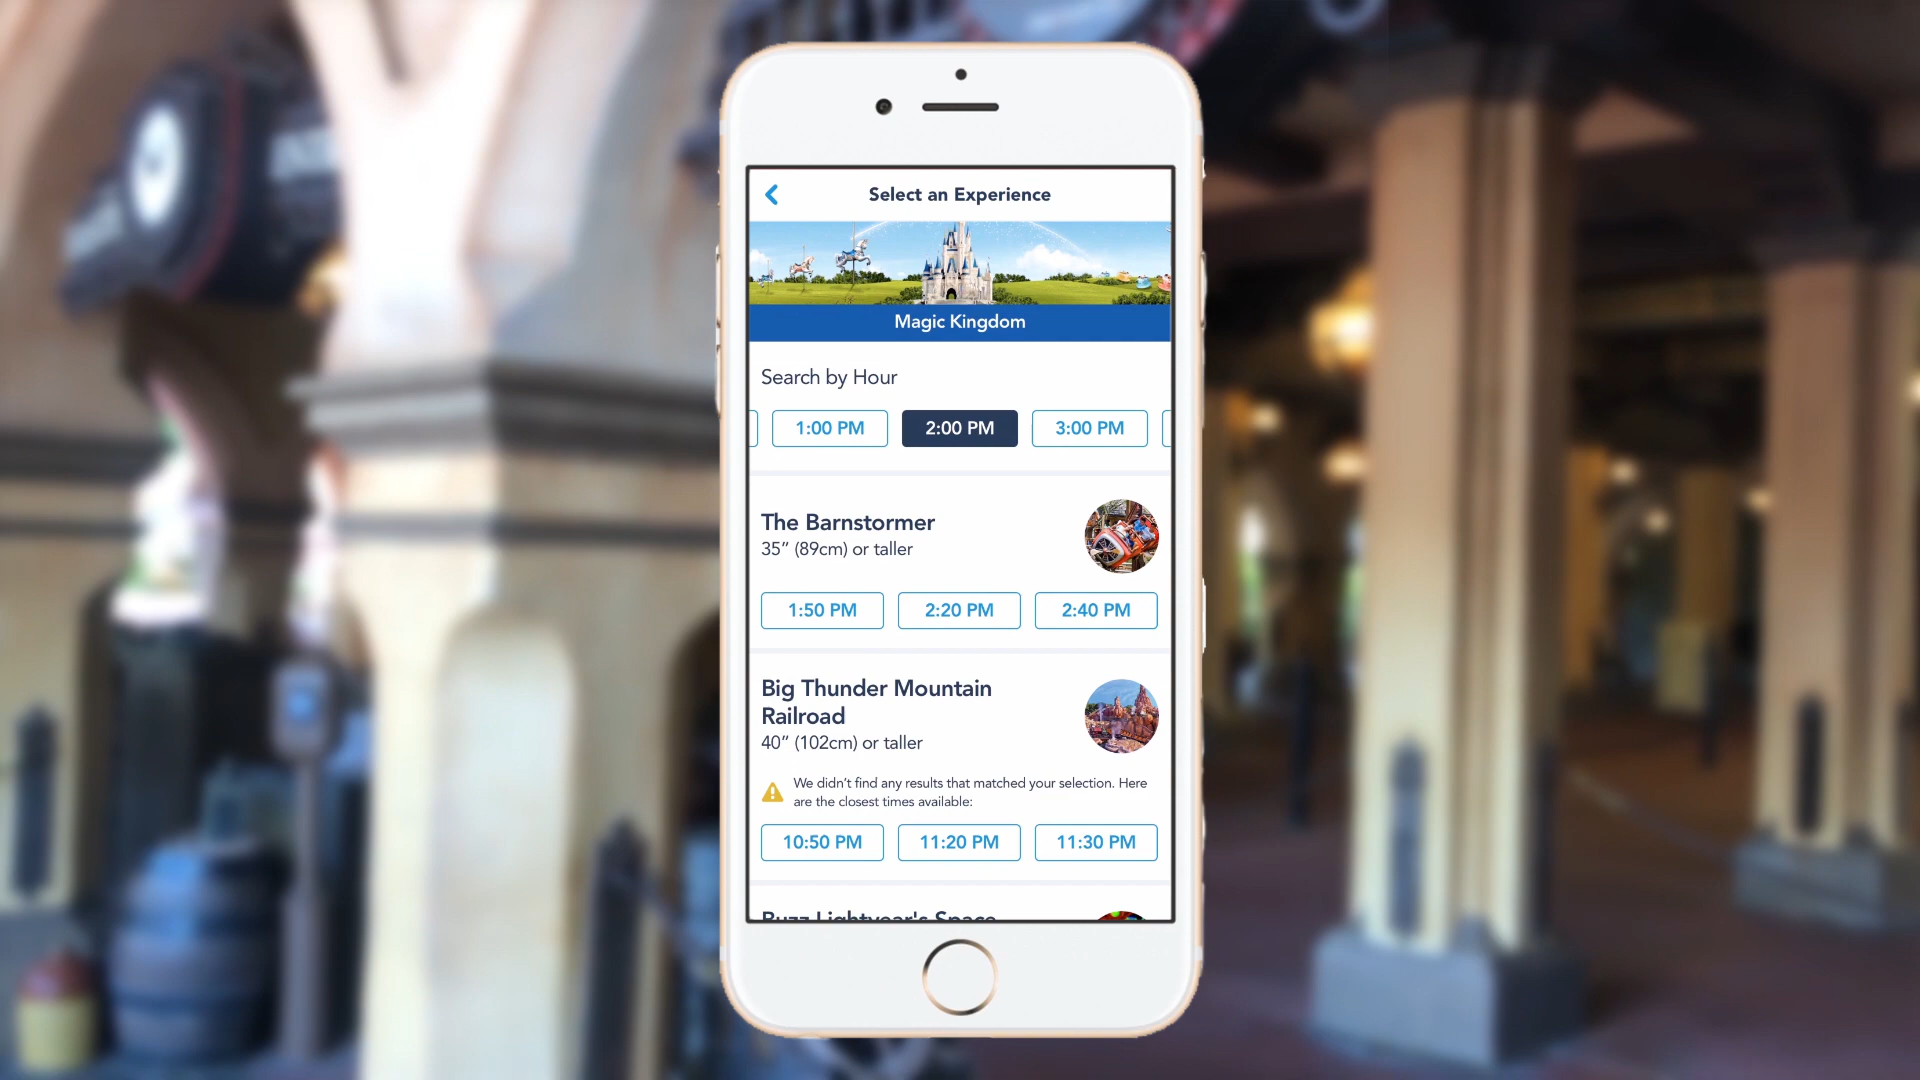 Select an Experience
Magic Kingdom
Search by Hour
1:00 PM 2:00 PM 3:00 PM
The Barnstormer
35” (89cm) or taller
1:50 PM 2:20 PM 2:40 PM
Big Thunder Mountain
Railroad
40” (102cm) or taller
We didn’t find any results that matched your selection. Here
are the closest times available:
10:50 PM 11:20 PM 11:30 PM
Buzz Lightyear's Space